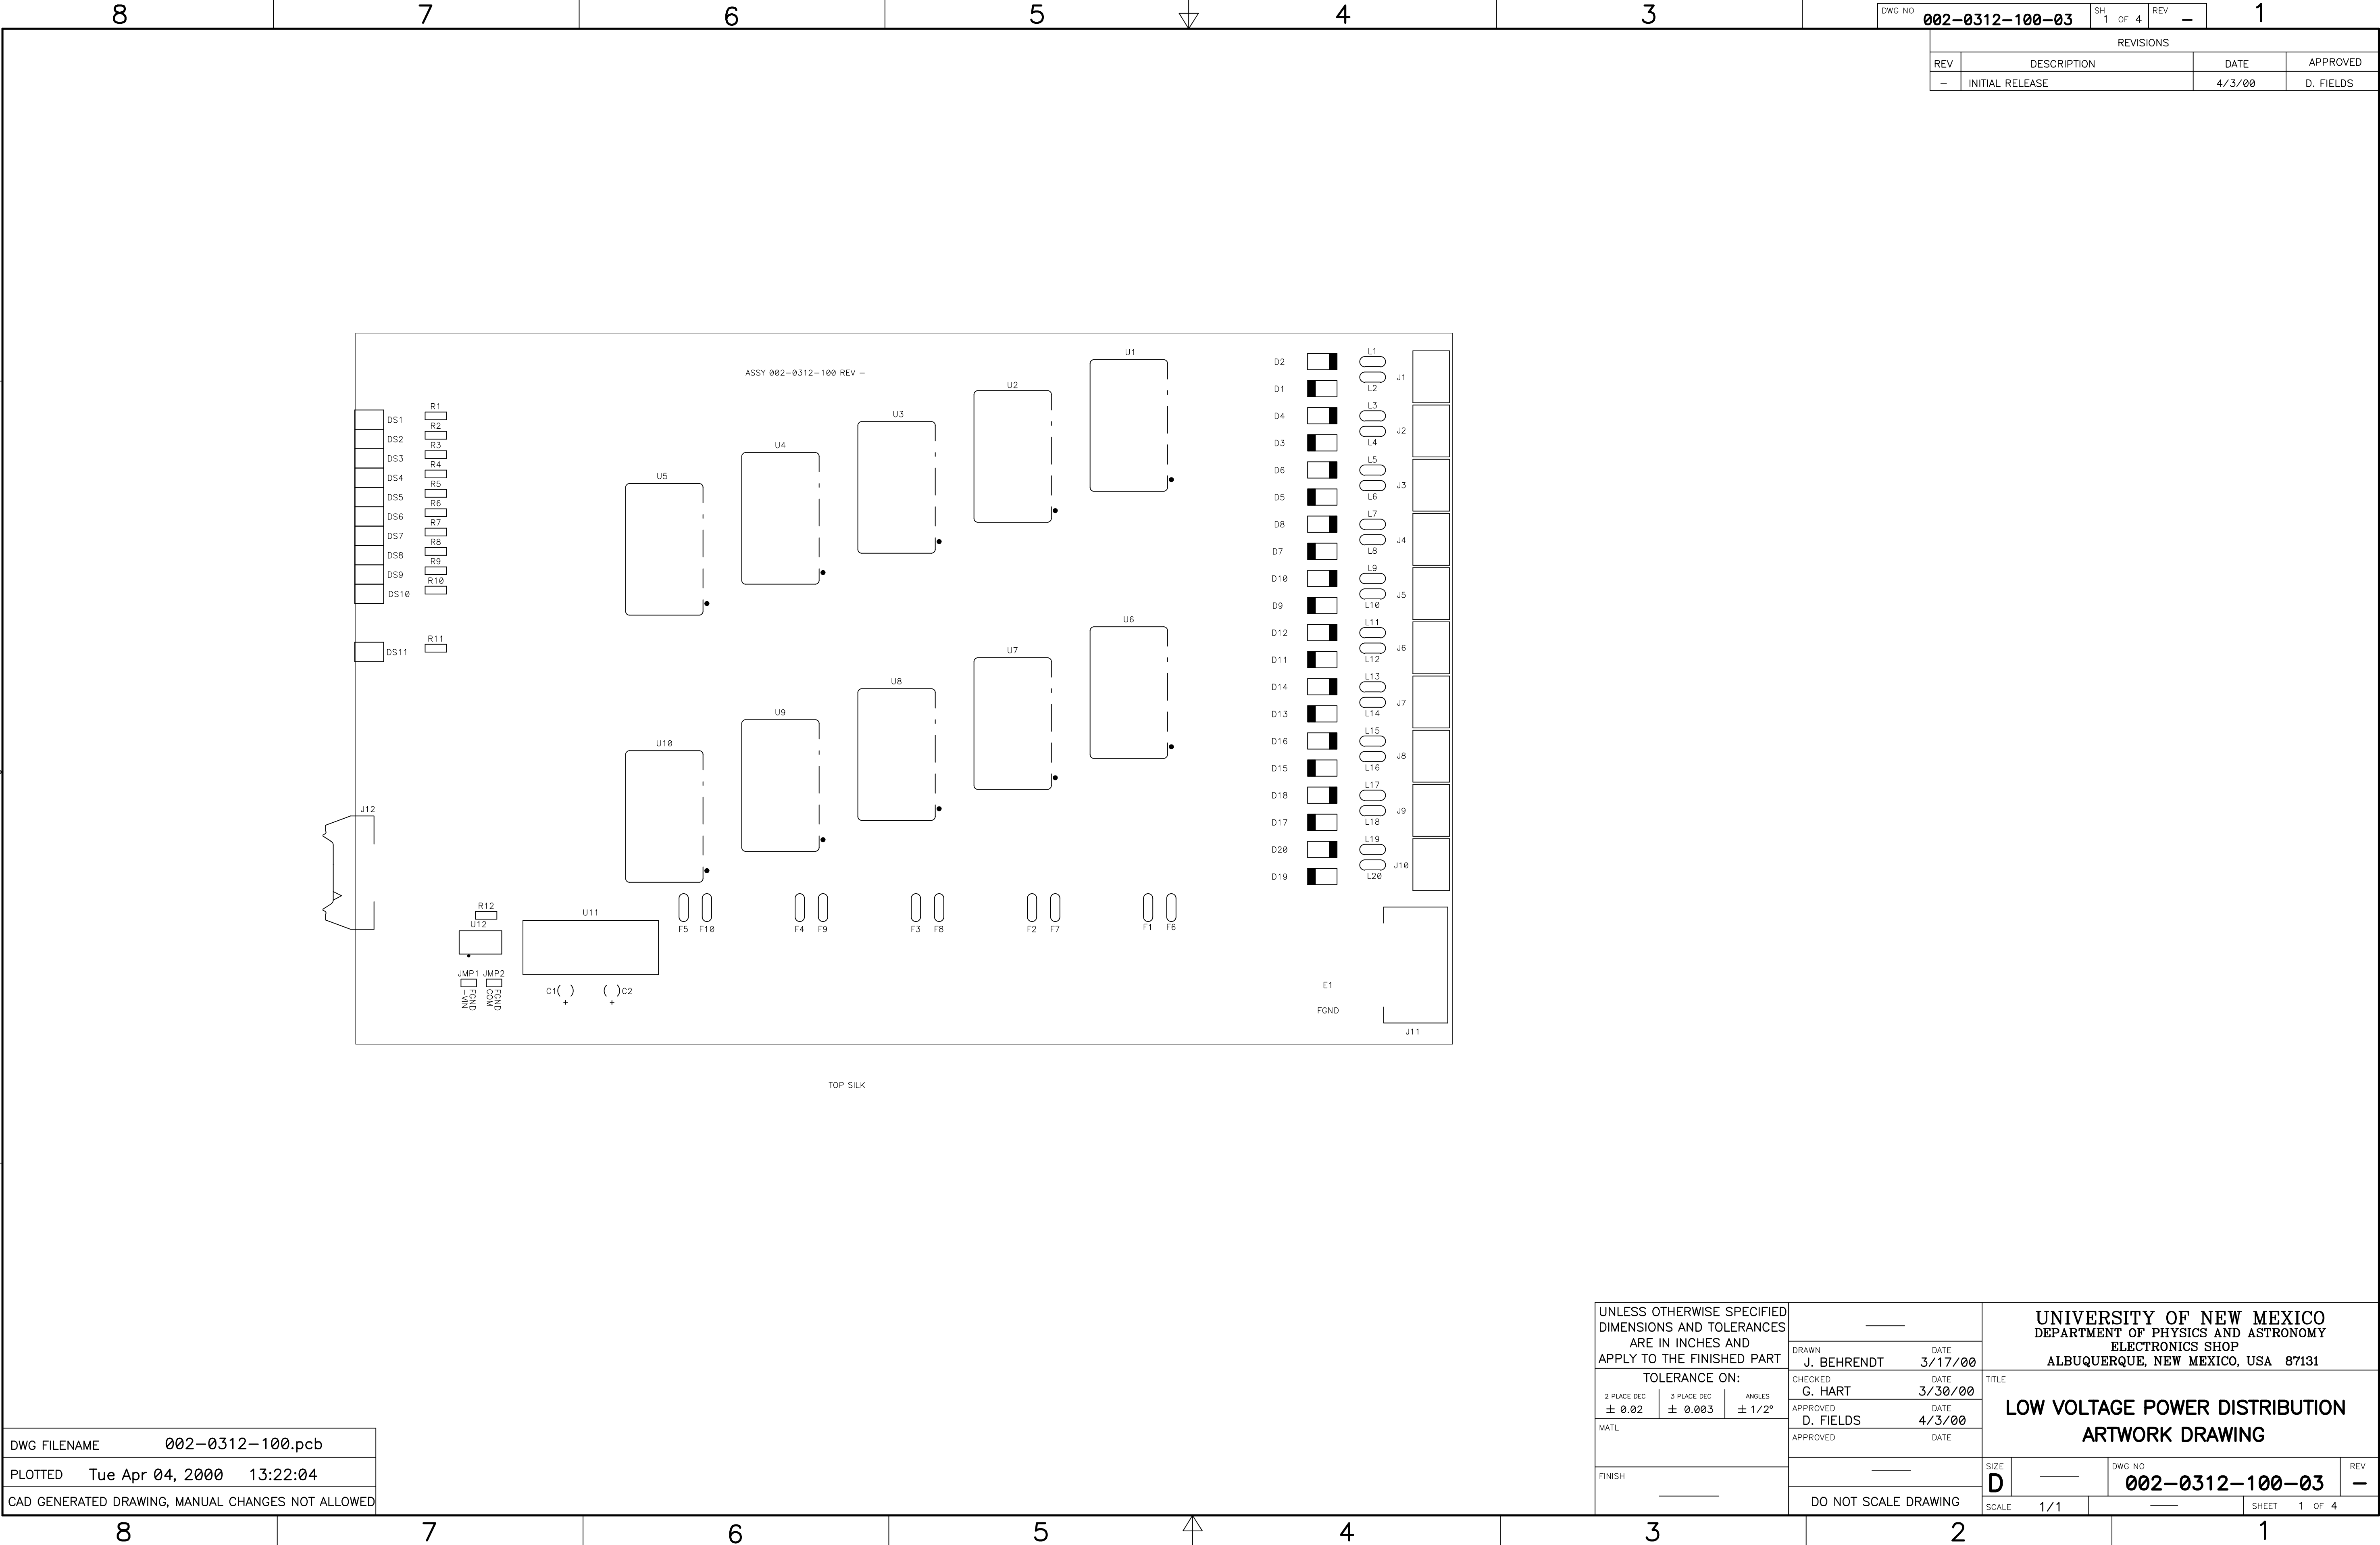 8 7 6 5 4 3 1
DWG NO 002-0312-100-03 SH 1 OF 4 REV -
REVISIONS
REV DESCRIPTION DATE APPROVED
- INITIAL RELEASE 4/3/00 D. FIELDS
ASSY 002-0312-100 REV -
DS1
DS2
DS3
DS4
DS5
DS6
DS7
DS8
DS9
DS10
DS11
R1
R2
R3
R4
R5
R6
R7
R8
R9
R10
R11
U1
U2
U3
U4
U5
U6
U7
U8
U9
U10
D2
D1
D4
D3
D6
D5
D8
D7
D10
D9
D12
D11
D14
D13
D16
D15
D18
D17
D20
D19
L1
L2
L3
L4
L5
L6
L7
L8
L9
L10
L11
L12
L13
L14
L15
L16
L17
L18
L19
L20
J1
J2
J3
J4
J5
J6
J7
J8
J9
J10
J12
R12
U12
U11
F5 F10 F4 F9 F3 F8 F2 F7 F1 F6
JMP1 JMP2
FGND
-VIN
FGND
COM
C1 C2
+ +
E1
FGND
J11
TOP SILK
UNLESS OTHERWISE SPECIFIED
DIMENSIONS AND TOLERANCES
ARE IN INCHES AND
APPLY TO THE FINISHED PART
TOLERANCE ON:
2 PLACE DEC 3 PLACE DEC ANGLES
± 0.02 ± 0.003 ± 1/2°
MATL
FINISH
DRAWN DATE
J. BEHRENDT 3/17/00
CHECKED DATE
G. HART 3/30/00
APPROVED DATE
D. FIELDS 4/3/00
APPROVED DATE
DO NOT SCALE DRAWING
UNIVERSITY OF NEW MEXICO
DEPARTMENT OF PHYSICS AND ASTRONOMY
ELECTRONICS SHOP
ALBUQUERQUE, NEW MEXICO, USA 87131
TITLE
LOW VOLTAGE POWER DISTRIBUTION
ARTWORK DRAWING
SIZE D
DWG NO 002-0312-100-03
REV -
SCALE 1/1
SHEET 1 OF 4
DWG FILENAME 002-0312-100.pcb
PLOTTED Tue Apr 04, 2000 13:22:04
CAD GENERATED DRAWING, MANUAL CHANGES NOT ALLOWED
8 7 6 5 4 3 2 1